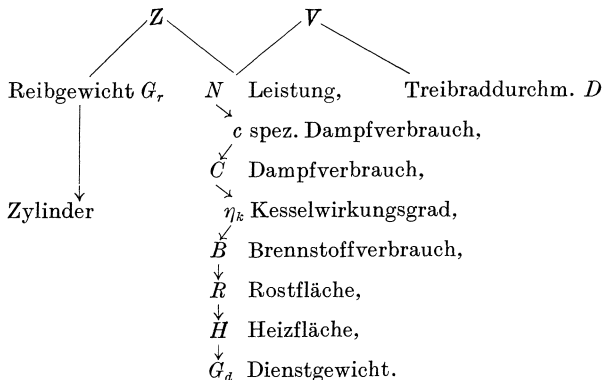 Z V
Reibgewicht G_r N Leistung, Treibraddurchm. D
c spez. Dampfverbrauch,
C Dampfverbrauch,
Zylinder η_k Kesselwirkungsgrad,
B Brennstoffverbrauch,
R Rostfläche,
H Heizfläche,
G_d Dienstgewicht.